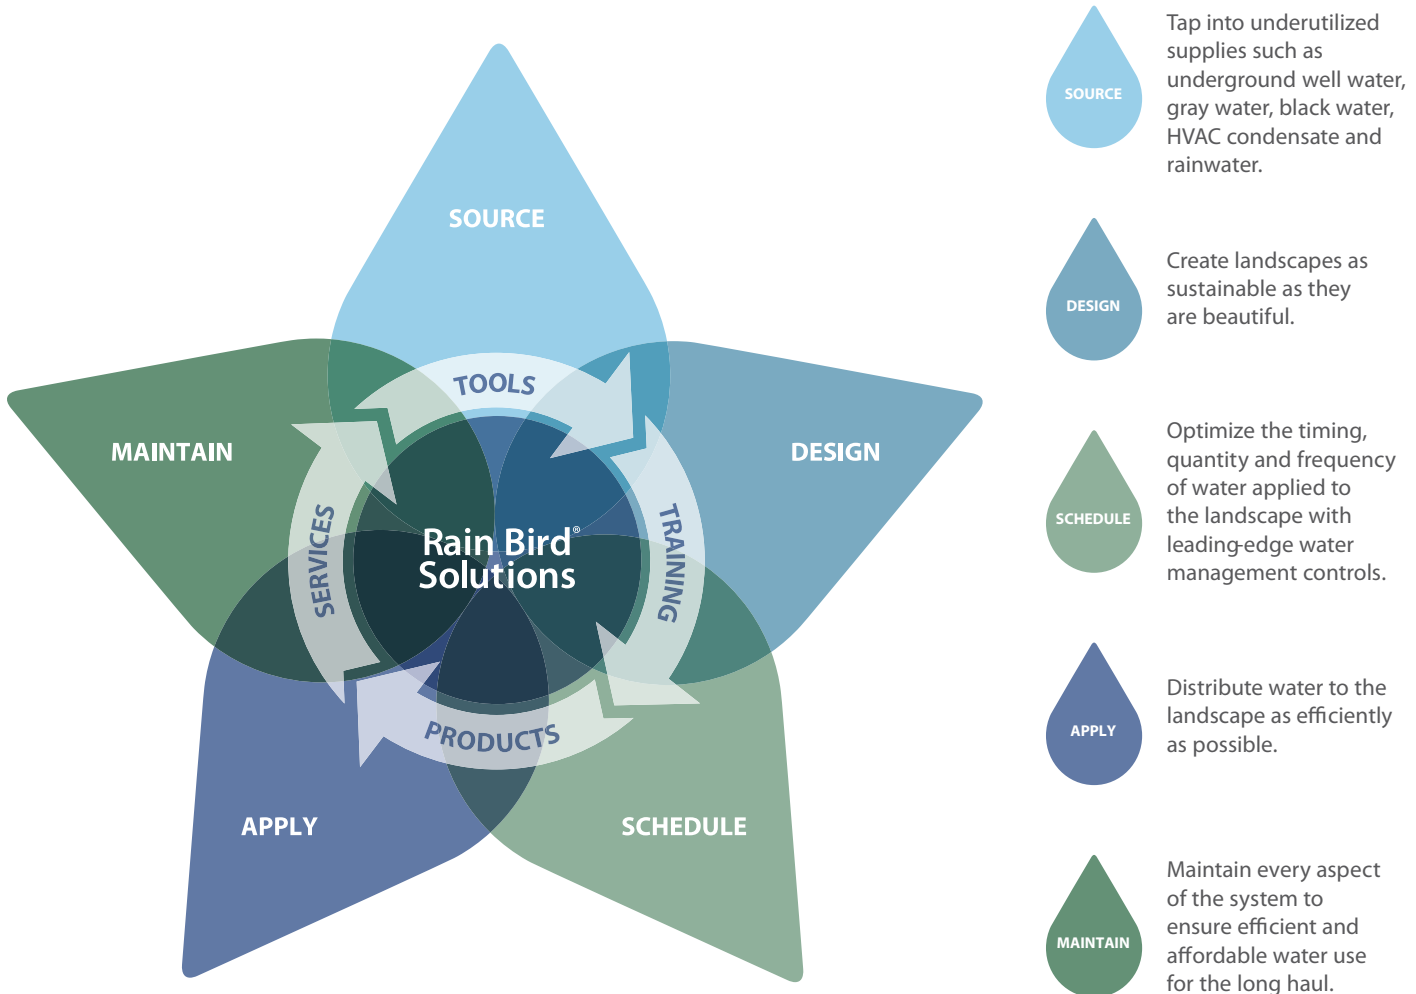 SOURCE
DESIGN
SCHEDULE
APPLY
MAINTAIN
TOOLS
TRAINING
PRODUCTS
SERVICES
Rain Bird®
Solutions
SOURCE
Tap into underutilized
supplies such as
underground well water,
gray water, black water,
HVAC condensate and
rainwater.
DESIGN
Create landscapes as
sustainable as they
are beautiful.
SCHEDULE
Optimize the timing,
quantity and frequency
of water applied to
the landscape with
leading-edge water
management controls.
APPLY
Distribute water to the
landscape as efficiently
as possible.
MAINTAIN
Maintain every aspect
of the system to
ensure efficient and
affordable water use
for the long haul.